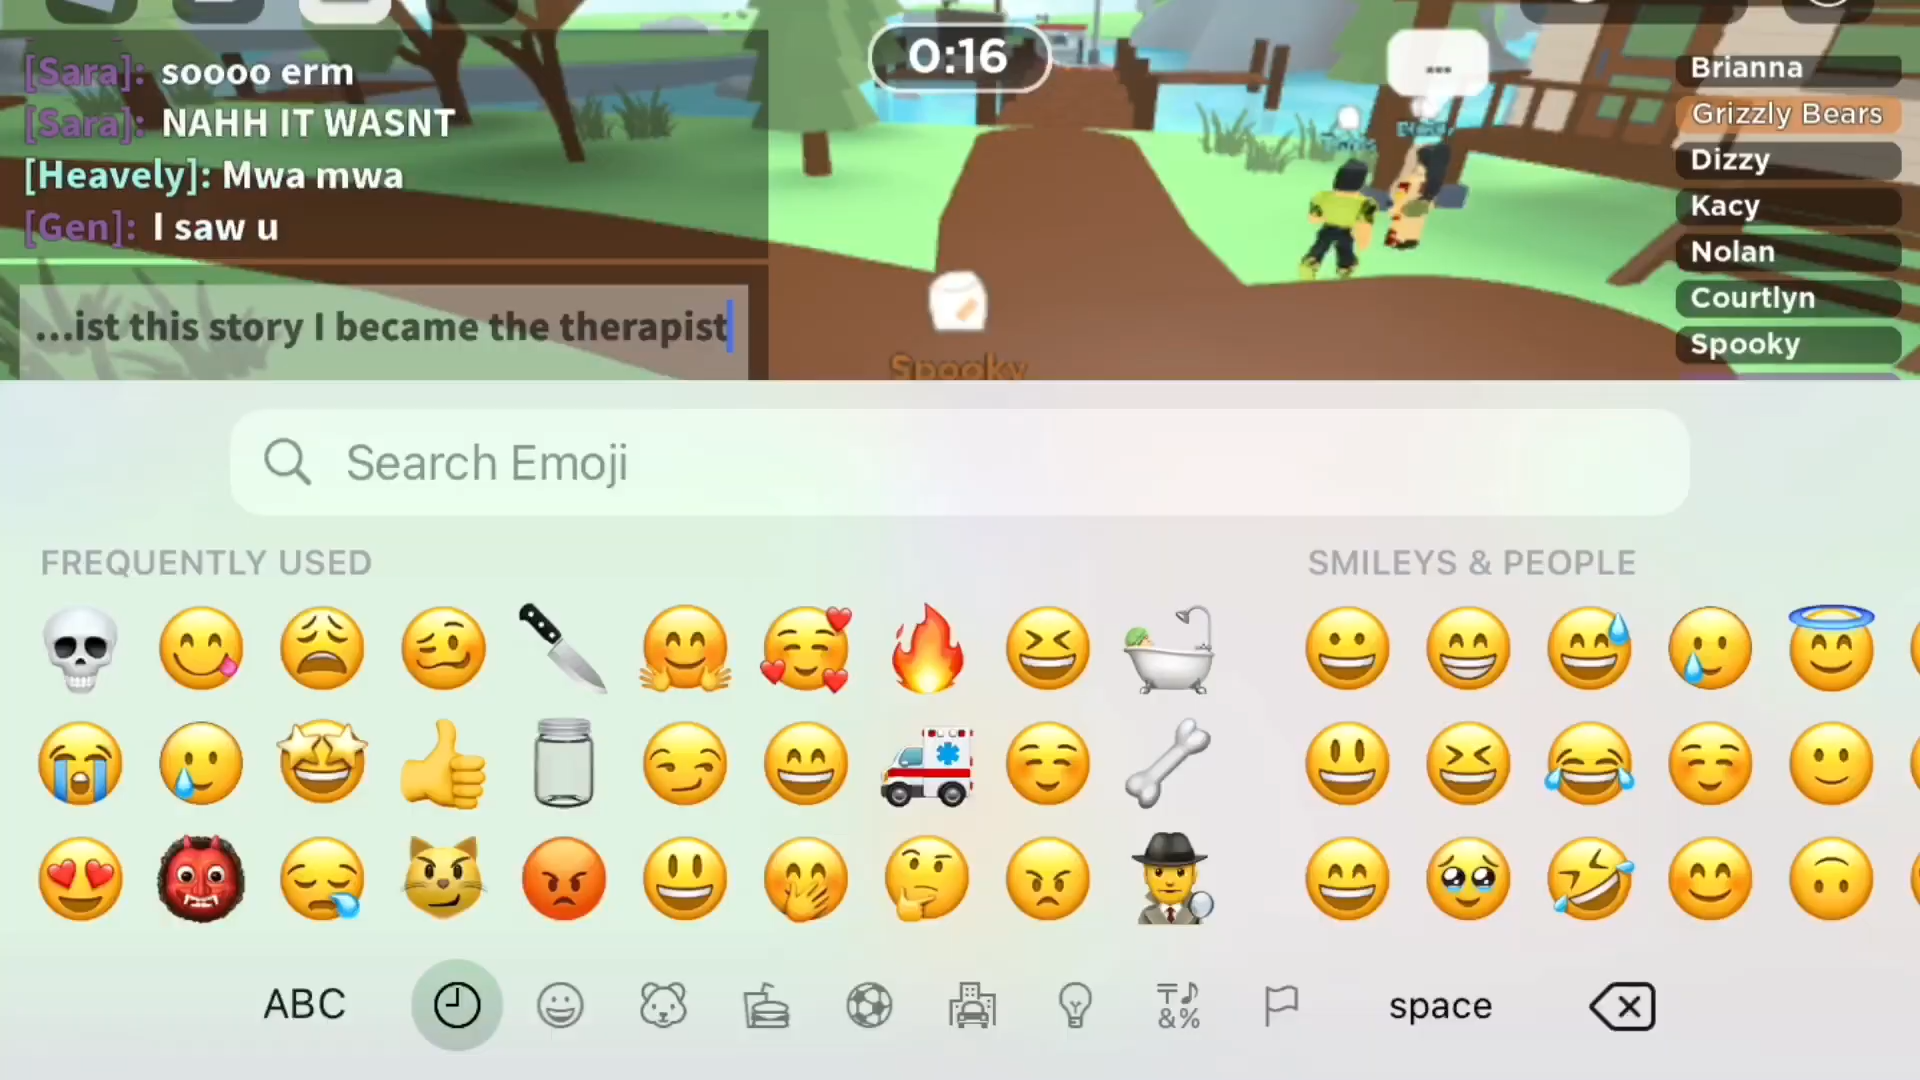 [Sara]: soooo erm
[Sara]: NAHH IT WASNT
[Heavely]: Mwa mwa
[Gen]: I saw u
...ist this story I became the therapist
0:16
...
Spooky
Brianna
Grizzly Bears
Dizzy
Kacy
Nolan
Courtlyn
Spooky
Search Emoji
FREQUENTLY USED
SMILEYS & PEOPLE
ABC
&%
space